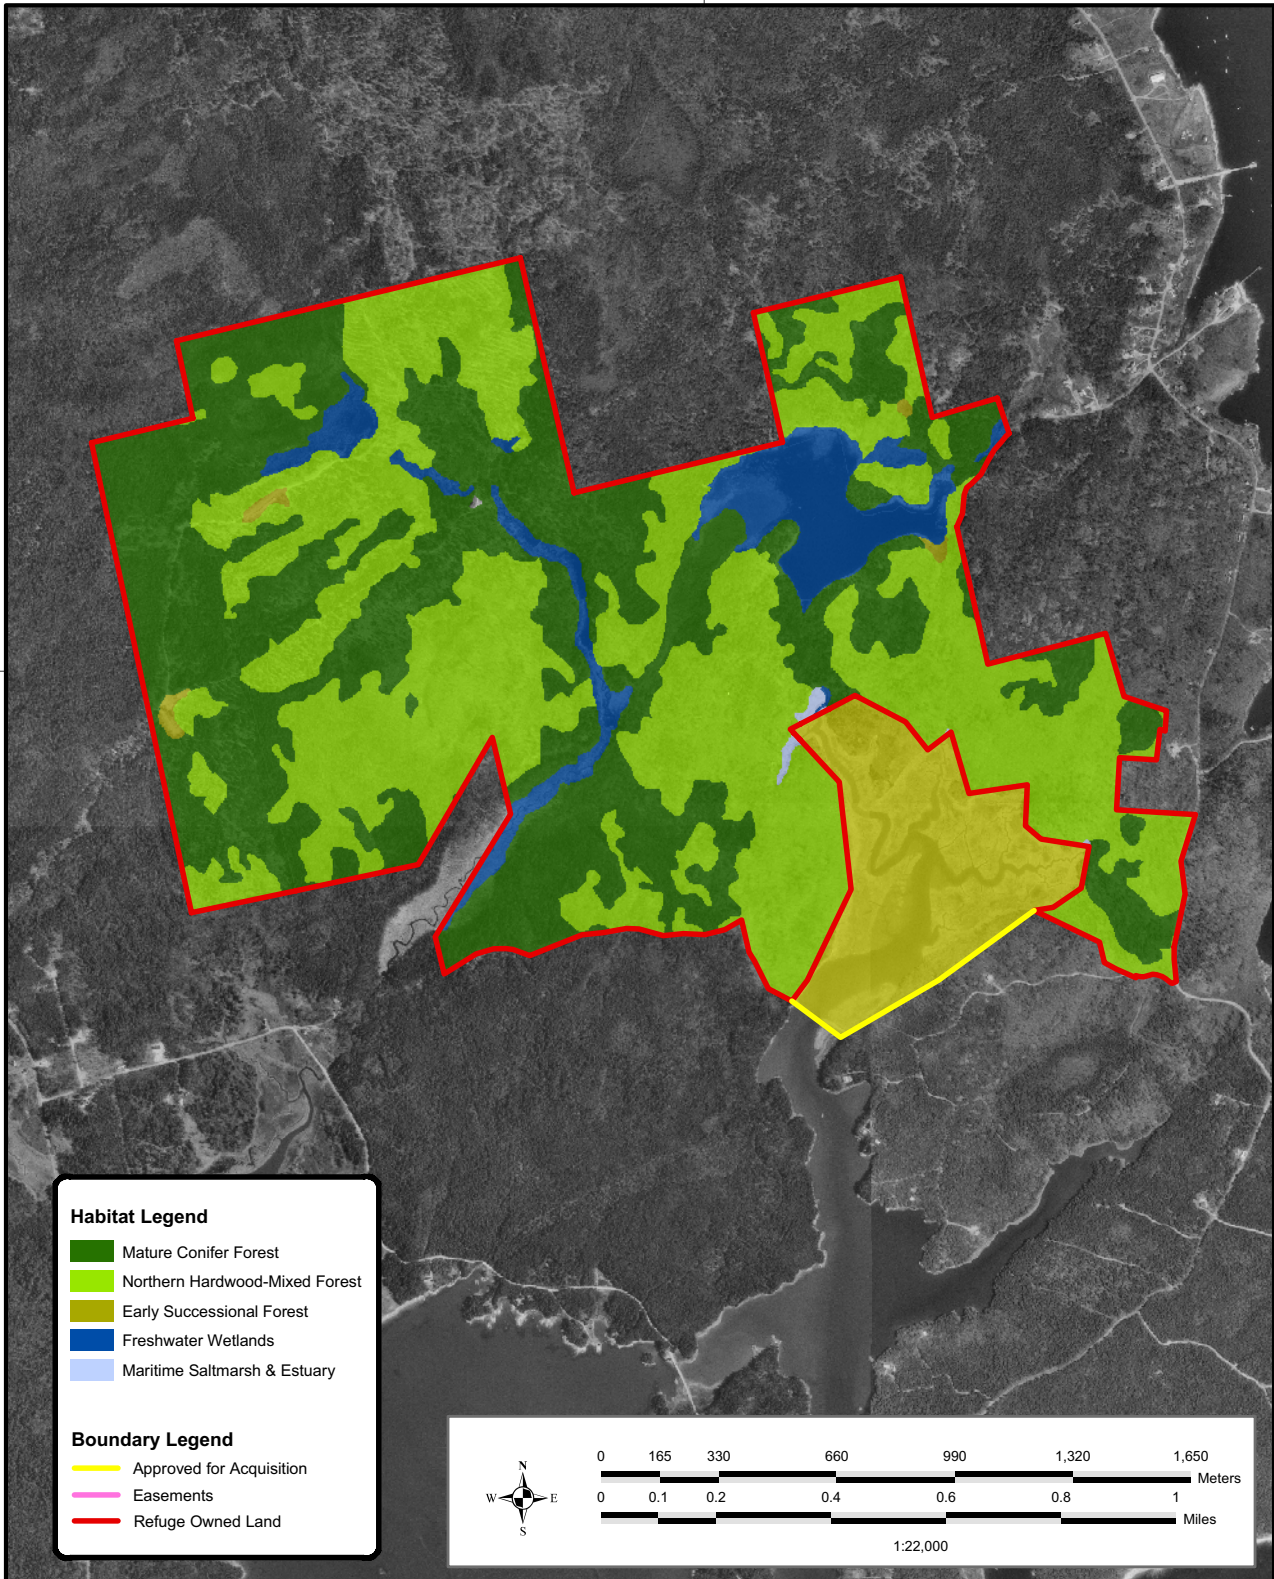 Habitat Legend
Mature Conifer Forest
Northern Hardwood-Mixed Forest
Early Successional Forest
Freshwater Wetlands
Maritime Saltmarsh & Estuary
Boundary Legend
Approved for Acquisition
Easements
Refuge Owned Land
N
W E
S
0 165 330 660 990 1,320 1,650
Meters
0 0.1 0.2 0.4 0.6 0.8 1
Miles
1:22,000